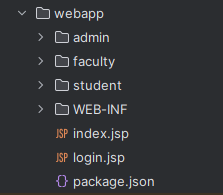 webapp
admin
faculty
student
WEB-INF
JSP index.jsp
JSP login.jsp
{} package.json